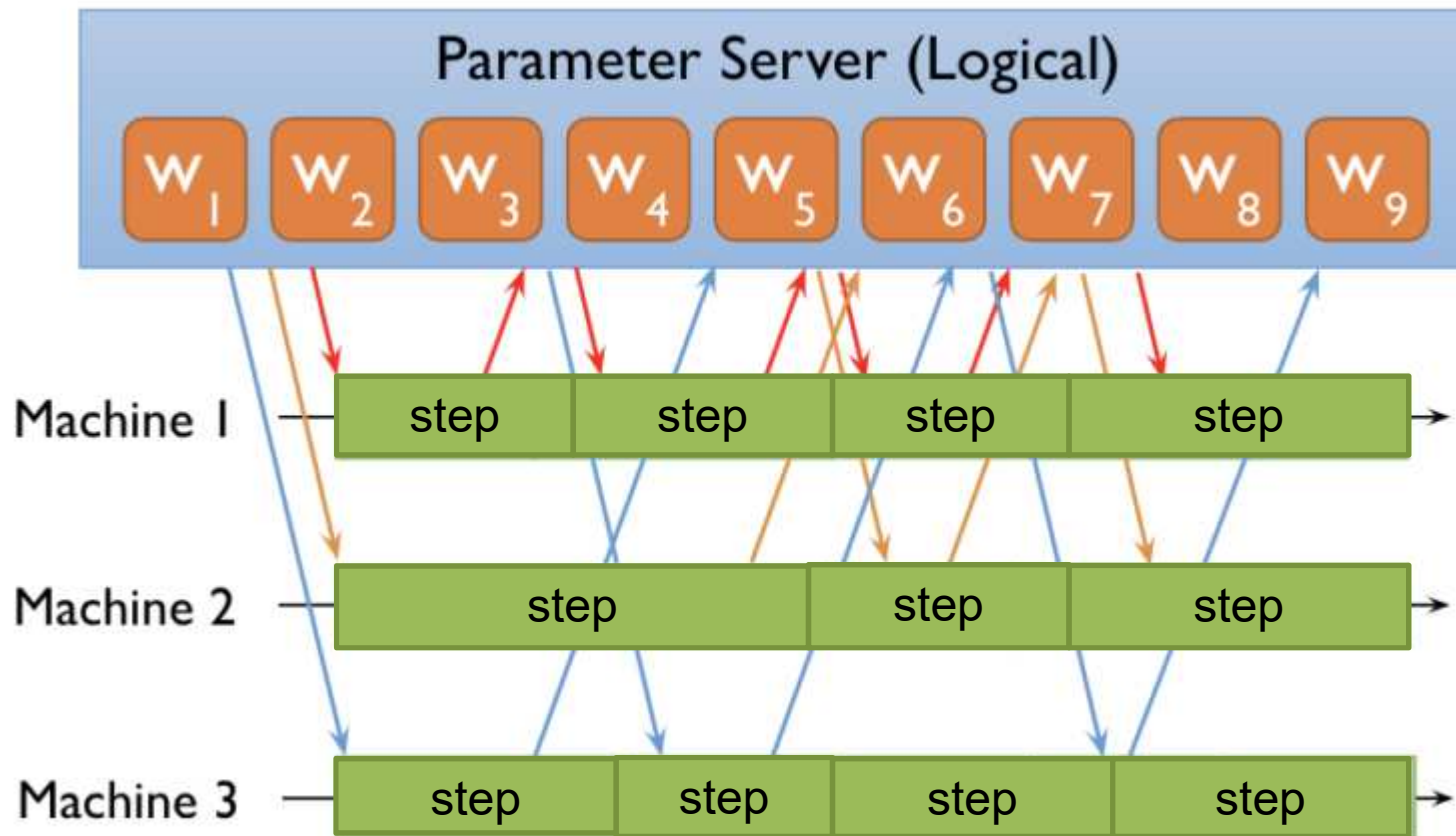 Parameter Server (Logical)
W1 W2 W3 W4 W5 W6 W7 W8 W9
Machine 1 step step step step
Machine 2 step step step
Machine 3 step step step step